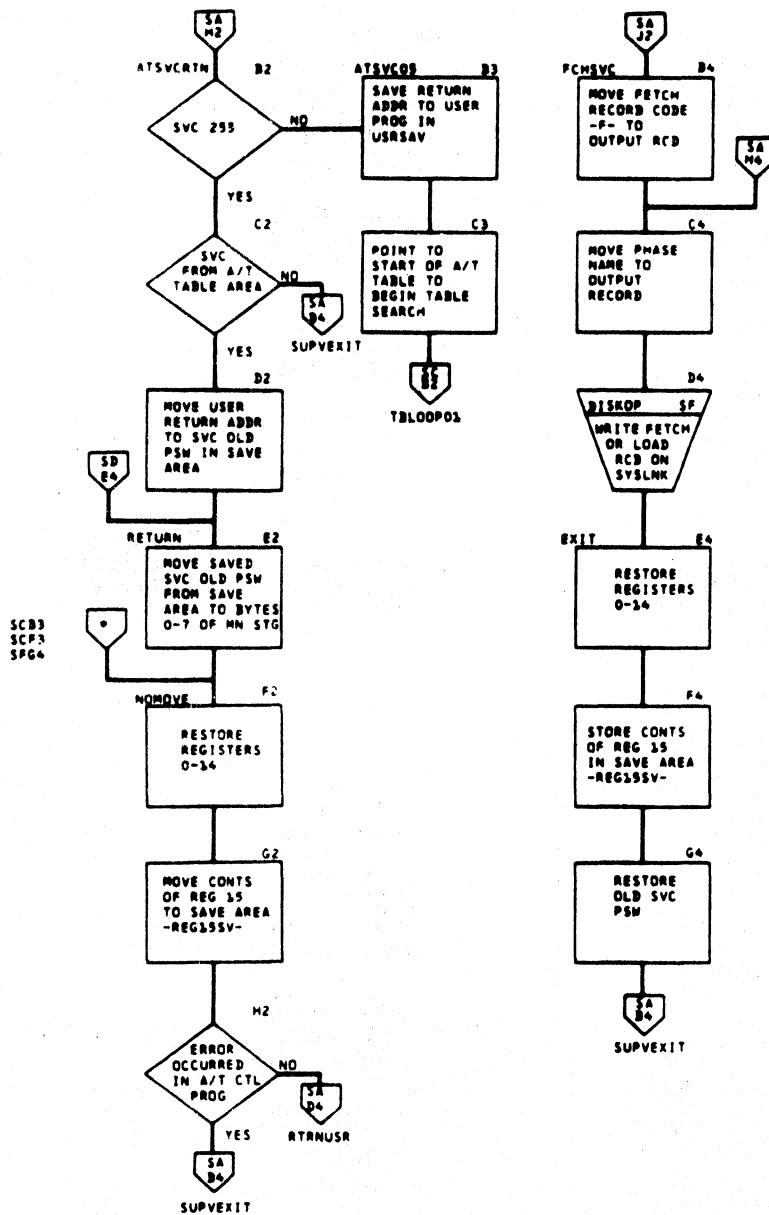 SA
H2
ATSVCRTN
B2
SVC 255
NO
YES
C2
SVC
FROM A/T
TABLE AREA
NO
SA
B4
SUPVEXIT
YES
D2
MOVE USER
RETURN ADDR
TO SVC OLD
PSW IN SAVE
AREA
SD
E4
RETURN
E2
MOVE SAVED
SVC OLD PSW
FROM SAVE
AREA TO BYTES
0-7 OF MN STG
SCB3
SCF3
SFG4
*
NOMOVE
F2
RESTORE
REGISTERS
0-14
G2
MOVE CONTS
OF REG 15
TO SAVE AREA
-REG15SV-
H2
ERROR
OCCURRED
IN A/T CTL
PROG
NO
SA
D4
RTRNUSR
YES
SA
B4
SUPVEXIT
ATSVC05
B3
SAVE RETURN
ADDR TO USER
PROG IN
USRSAV
C3
POINT TO
START OF A/T
TABLE TO
BEGIN TABLE
SEARCH
SC
B2
TBLOOP01
SA
J2
FCHSVC
B4
MOVE FETCH
RECORD CODE
-F- TO
OUTPUT RCD
SA
H4
C4
MOVE PHASE
NAME TO
OUTPUT
RECORD
D4
DISKOP SF
WRITE FETCH
OR LOAD
RCD ON
SYSLNK
EXIT
E4
RESTORE
REGISTERS
0-14
F4
STORE CONTS
OF REG 15
IN SAVE AREA
-REG15SV-
G4
RESTORE
OLD SVC
PSW
SA
B4
SUPVEXIT